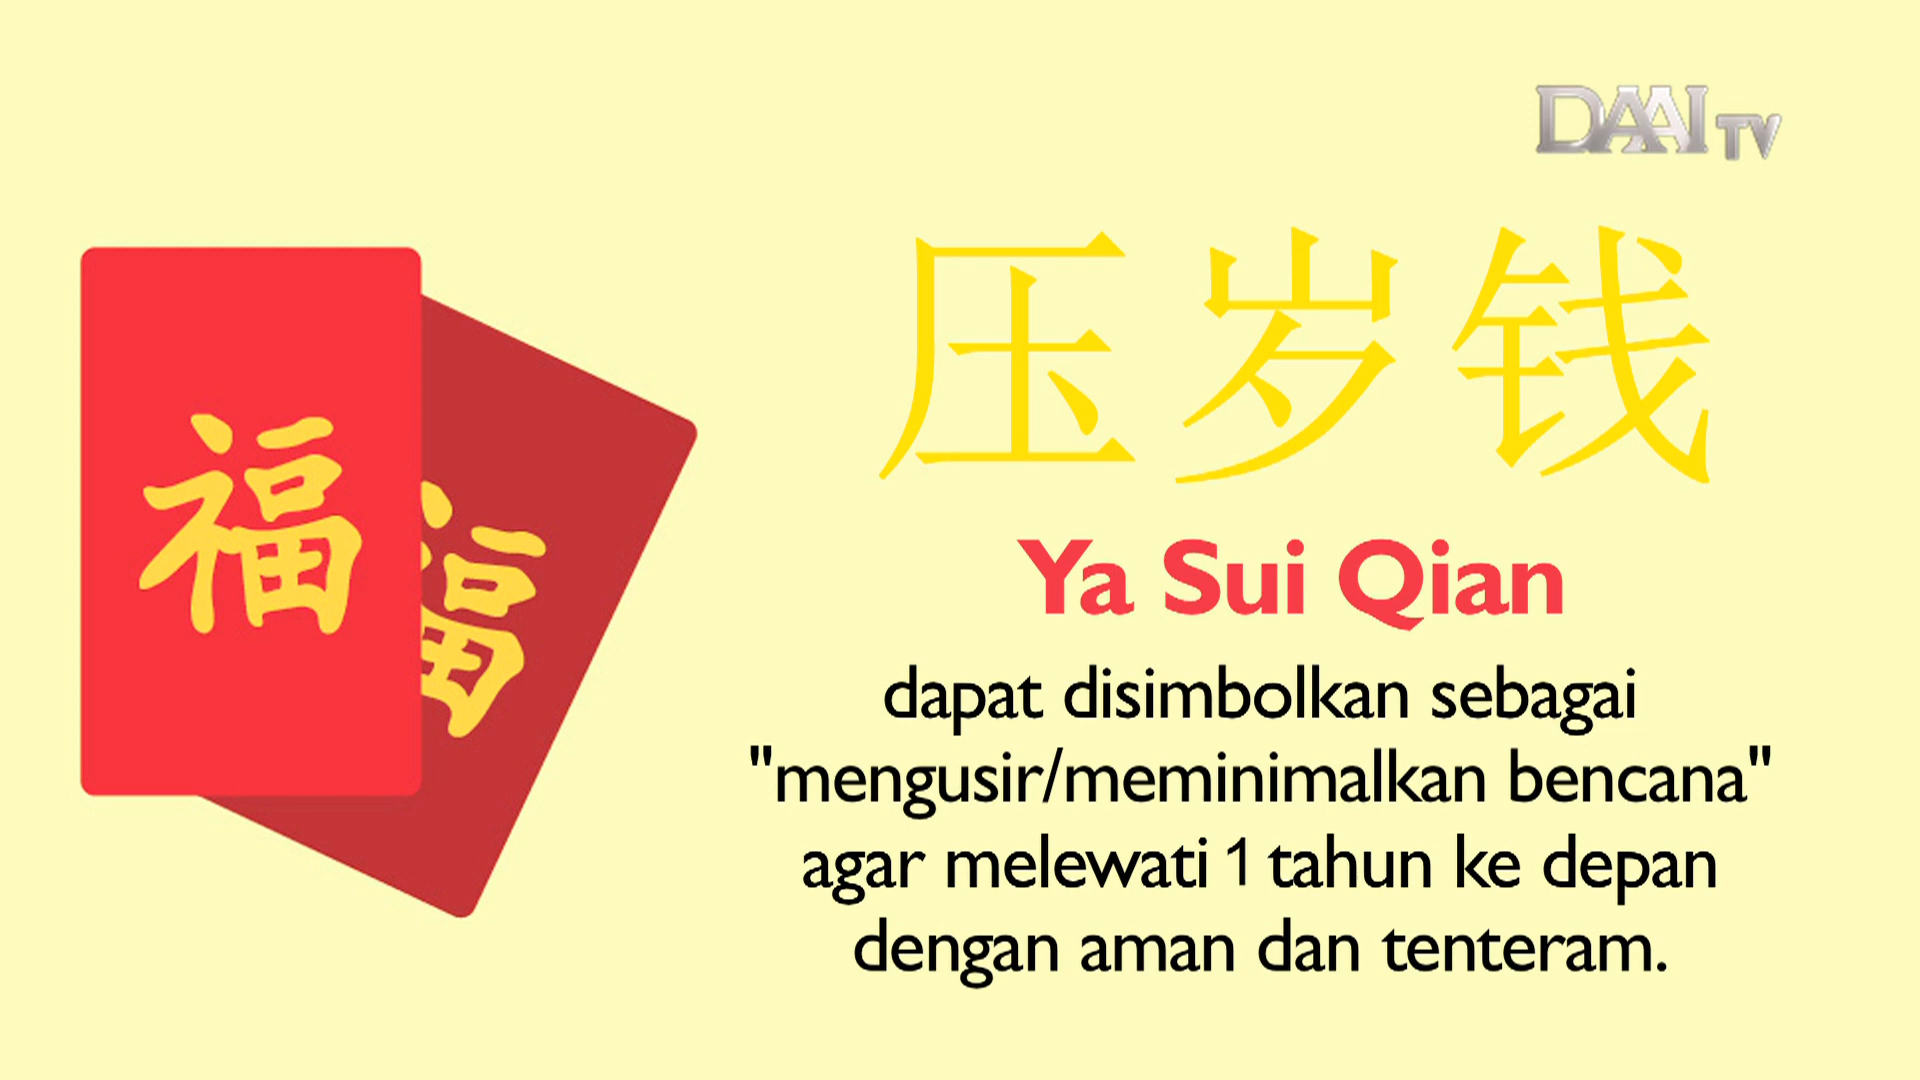 DAAI TV
压岁钱
福
福
Ya Sui Qian
dapat disimbolkan sebagai
"mengusir/meminimalkan bencana"
agar melewati 1 tahun ke depan
dengan aman dan tenteram.